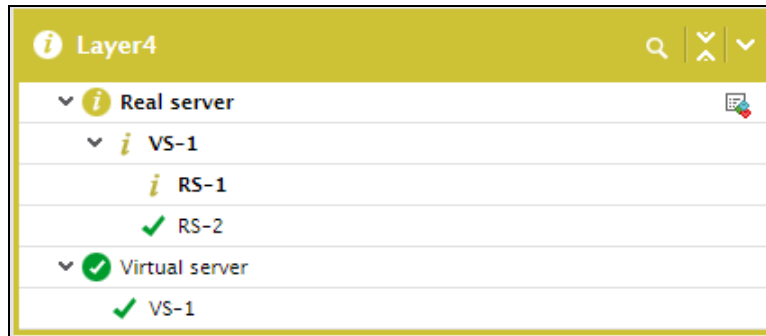 Layer4
Real server
VS-1
RS-1
RS-2
Virtual server
VS-1